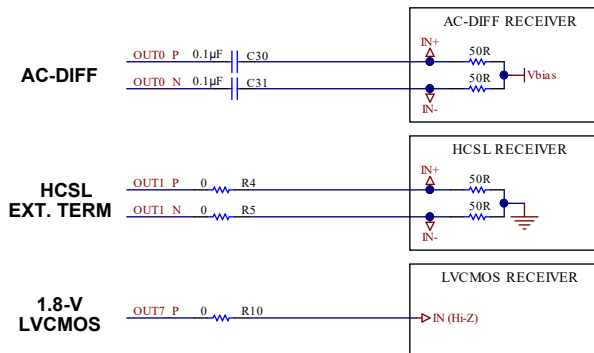 AC-DIFF RECEIVER
IN+
OUT0_P 0.1µF C30 50R
AC-DIFF
OUT0_N 0.1µF C31 50R Vbias
IN-
HCSL RECEIVER
IN+
OUT1_P 0 R4 50R
HCSL
EXT. TERM
OUT1_N 0 R5 50R
IN-
LVCMOS RECEIVER
1.8-V
LVCMOS
OUT7_P 0 R10 IN (Hi-Z)